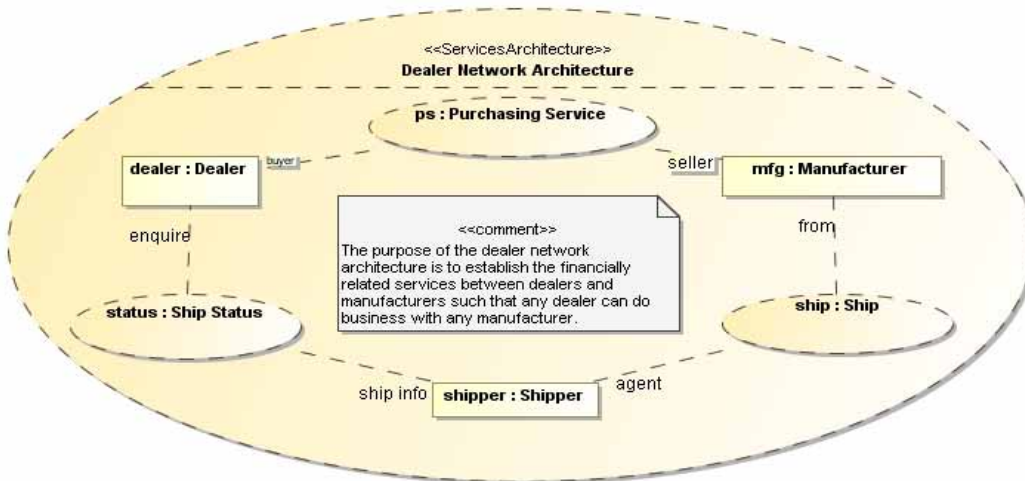 <<ServicesArchitecture>>
Dealer Network Architecture
ps : Purchasing Service
buyer
seller
dealer : Dealer
mfg : Manufacturer
enquire
from
<<comment>>
The purpose of the dealer network
architecture is to establish the financially
related services between dealers and
manufacturers such that any dealer can do
business with any manufacturer.
status : Ship Status
ship : Ship
ship info
shipper : Shipper
agent